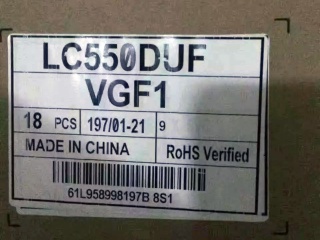 LC550DUF
VGF1
18 PCS 197/01-21 9
MADE IN CHINA RoHS Verified
61L958998197B 8S1